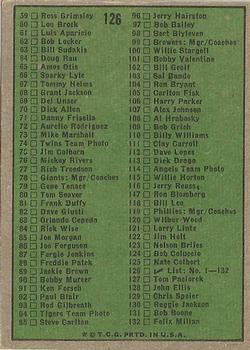 126
59 Ross Grimsley
60 Lou Brock
61 Luis Aparicio
62 Bob Locker
63 Bill Sudakis
64 Doug Rau
65 Amos Otis
66 Sparky Lyle
67 Tommy Helms
68 Grant Jackson
69 Del Unser
70 Dick Allen
71 Danny Frisella
72 Aurelio Rodriguez
73 Mike Marshall
74 Twins Team Photo
75 Jim Colborn
76 Mickey Rivers
77 Rich Troedson
78 Giants: Mgr/Coaches
79 Gene Tenace
80 Tom Seaver
81 Frank Duffy
82 Dave Giusti
83 Orlando Cepeda
84 Rick Wise
85 Joe Morgan
86 Joe Ferguson
87 Fergie Jenkins
88 Freddie Patek
89 Jackie Brown
90 Bobby Murcer
91 Ken Forsch
92 Paul Blair
93 Rod Gilbreath
94 Tigers Team Photo
95 Steve Carlton
96 Jerry Hairston
97 Bob Bailey
98 Bert Blyleven
99 Brewers: Mgr/Coaches
100 Willie Stargell
101 Bobby Valentine
102 Bill Greif
103 Sal Bando
104 Ron Bryant
105 Carlton Fisk
106 Harry Parker
107 Alex Johnson
108 Al Hrabosky
109 Bob Grich
110 Billy Williams
111 Clay Carroll
112 Dave Lopes
113 Dick Drago
114 Angels Team Photo
115 Willie Horton
116 Jerry Reuss
117 Ron Blomberg
118 Bill Lee
119 Phillies: Mgr/Coaches
120 Wilbur Wood
121 Larry Lintz
122 Jim Holt
123 Nelson Briles
124 Bob Coluccio
125 Nate Colbert
126 List: No. 1—132
127 Tom Paciorek
128 John Ellis
129 Chris Speier
130 Reggie Jackson
131 Bob Boone
132 Felix Millan
© T.C.G. PRTD. IN U.S.A.